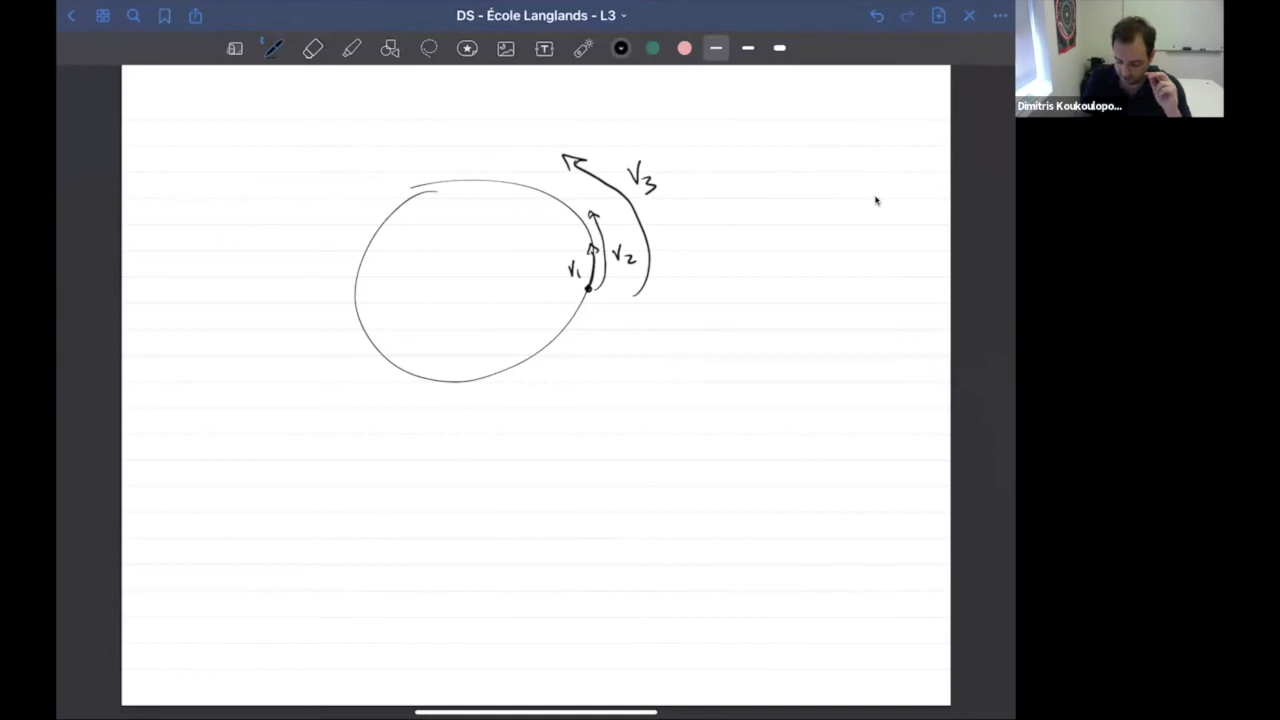 DS - École Langlands - L3
T
Dimitris Koukoulopo...
V3
V2
V1